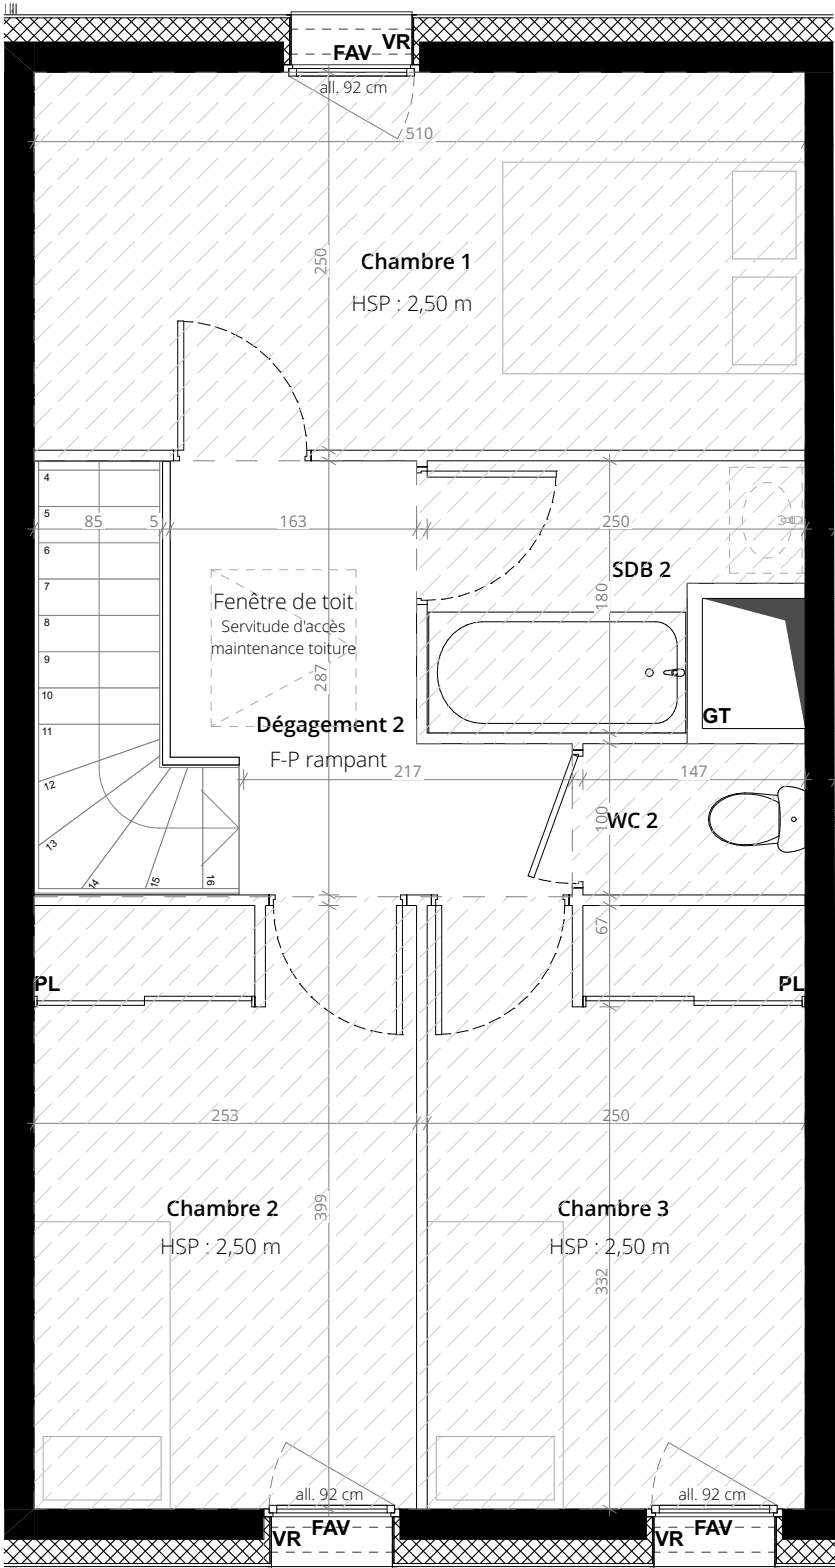 VR
FAV
all. 92 cm
510
250
Chambre 1
HSP : 2,50 m
4
5
6
7
8
9
10
11
12
13
14
15
16
85
5
163
250
SDB 2
180
Fenêtre de toit
Servitude d'accès
maintenance toiture
287
GT
Dégagement 2
F-P rampant
217
147
100
WC 2
67
PL
PL
253
250
Chambre 2
HSP : 2,50 m
399
Chambre 3
HSP : 2,50 m
332
all. 92 cm
FAV
VR
all. 92 cm
FAV
VR